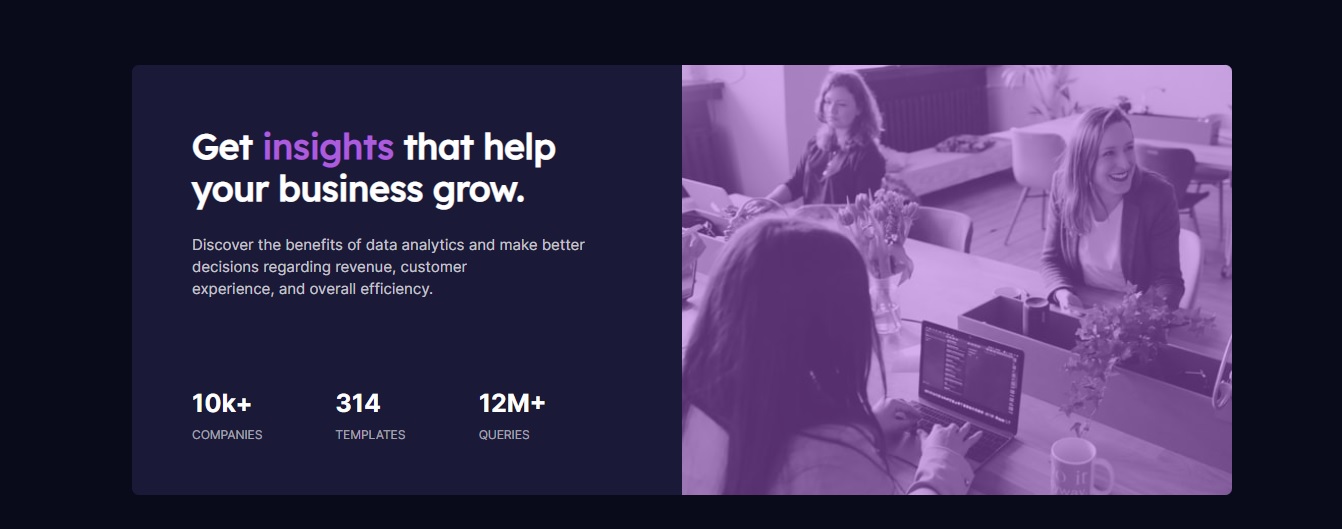 Get insights that help
your business grow.
Discover the benefits of data analytics and make better
decisions regarding revenue, customer
experience, and overall efficiency.
10k+ 314 12M+
COMPANIES TEMPLATES QUERIES